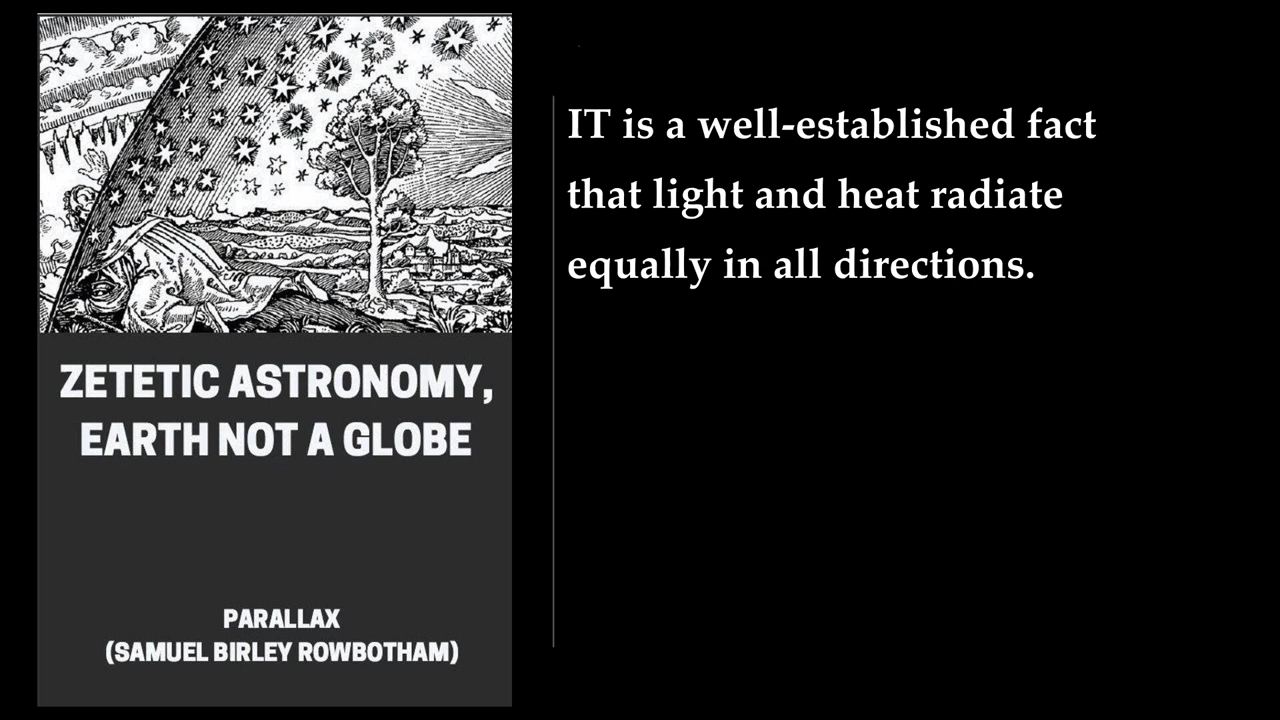 ZETETIC ASTRONOMY,
EARTH NOT A GLOBE
PARALLAX
(SAMUEL BIRLEY ROWBOTHAM)
IT is a well-established fact
that light and heat radiate
equally in all directions.